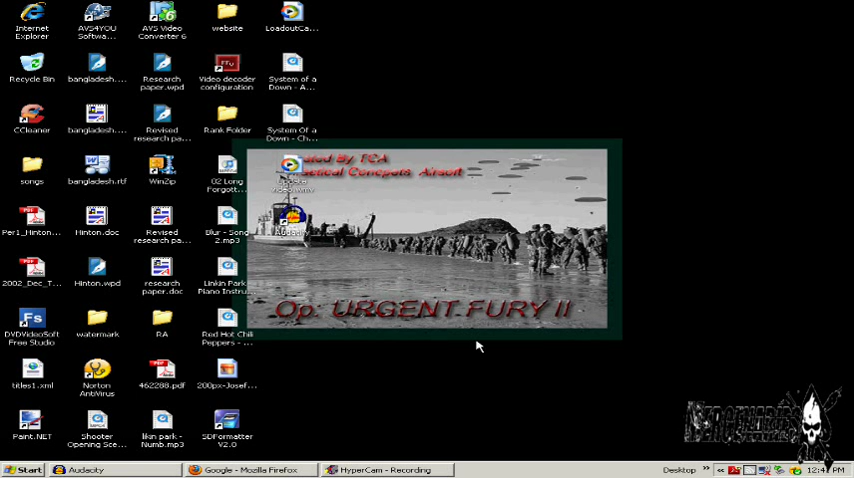 Internet
Explorer
AVS4YOU
Softwa...
AVS Video
Converter 6
website
LoadoutCa...
Recycle Bin
bangladesh....
Research
paper.wpd
Video decoder
configuration
System of a
Down - A...
CCleaner
bangladesh....
Revised
research pa...
Rank Folder
System Of a
Down - Ch...
songs
bangladesh.rtf
WinZip
02 Long
Forgott...
video.wmv
Per1_Hinton...
Hinton.doc
Revised
research pa...
Blur - Song
2.mp3
Audacity
2002_Dec_T...
Hinton.wpd
research
paper.doc
Linkin Park
Piano Instru...
DVDVideoSoft
Free Studio
watermark
RA
Red Hot Chili
Peppers - ...
titles1.xml
Norton
AntiVirus
462288.pdf
200px-Josef...
Paint.NET
Shooter
Opening Sce...
likin park -
Numb.mp3
SDFormatter
V2.0
By TCA
Concepts Airsoft
Op: URGENT FURY II
Start
Audacity
Google - Mozilla Firefox
HyperCam - Recording
Desktop